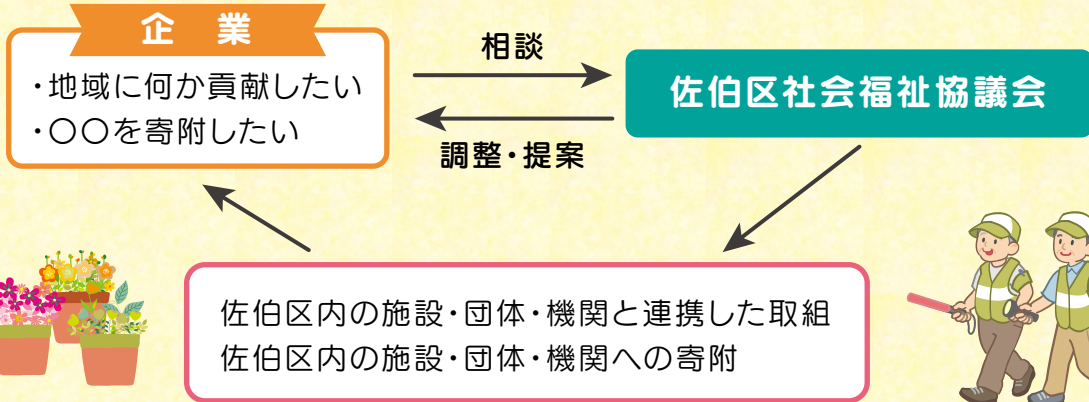 企 業
・地域に何か貢献したい
・〇〇を寄附したい
相談
調整・提案
佐伯区社会福祉協議会
佐伯区内の施設・団体・機関と連携した取組
佐伯区内の施設・団体・機関への寄附